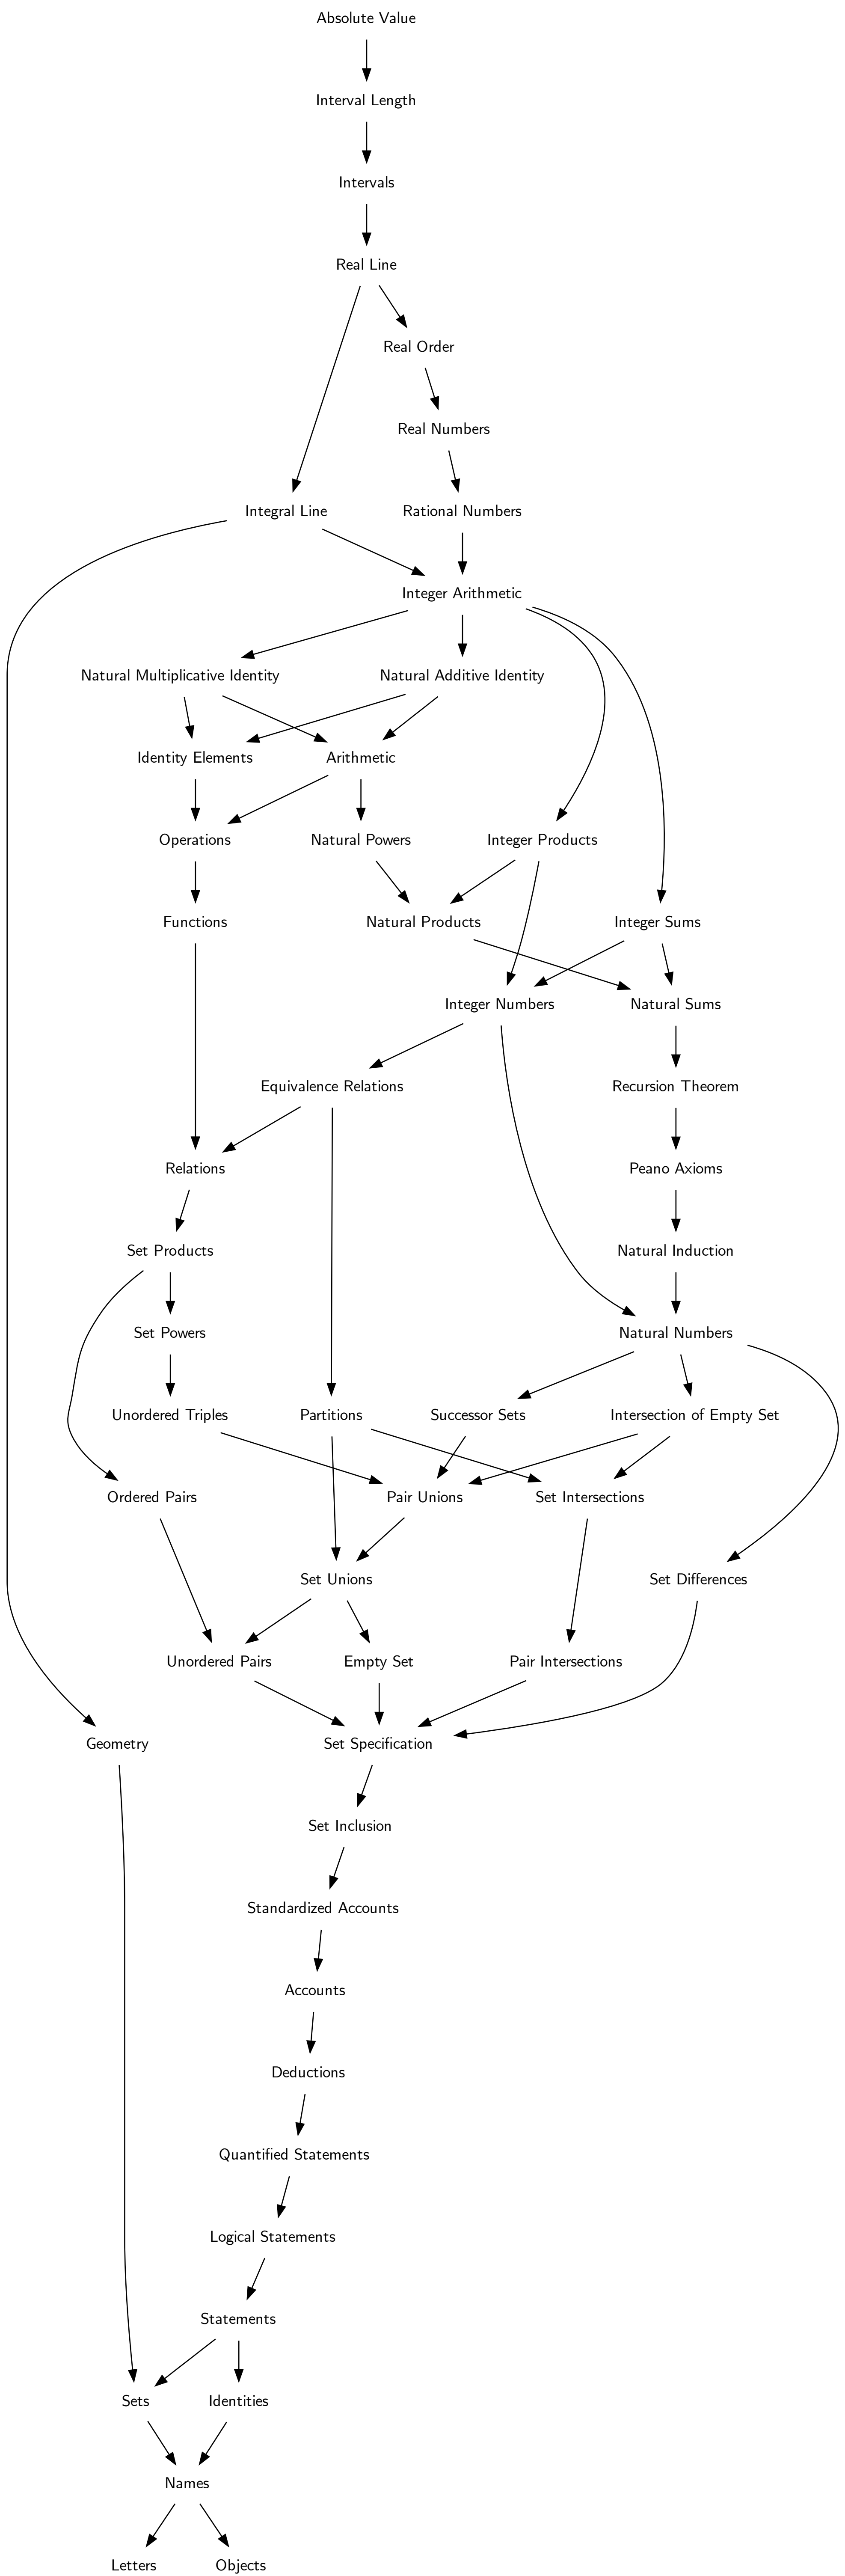 Absolute Value
Interval Length
Intervals
Real Line
Real Order
Real Numbers
Integral Line
Rational Numbers
Integer Arithmetic
Natural Multiplicative Identity
Natural Additive Identity
Identity Elements
Arithmetic
Operations
Natural Powers
Integer Products
Functions
Natural Products
Integer Sums
Integer Numbers
Natural Sums
Equivalence Relations
Recursion Theorem
Relations
Peano Axioms
Set Products
Natural Induction
Set Powers
Natural Numbers
Unordered Triples
Partitions
Successor Sets
Intersection of Empty Set
Ordered Pairs
Pair Unions
Set Intersections
Set Unions
Set Differences
Unordered Pairs
Empty Set
Pair Intersections
Geometry
Set Specification
Set Inclusion
Standardized Accounts
Accounts
Deductions
Quantified Statements
Logical Statements
Statements
Sets
Identities
Names
Letters
Objects